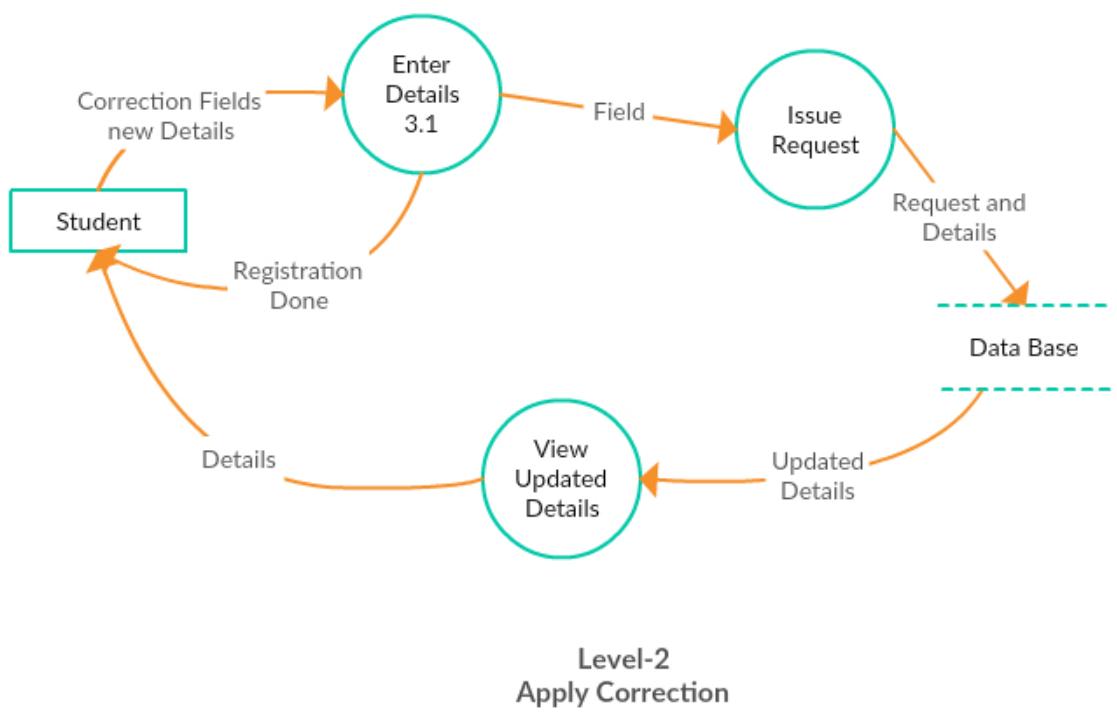 Enter
Details
3.1
Correction Fields
new Details
Field
Issue
Request
Student
Request and
Details
Registration
Done
Data Base
View
Updated
Details
Details
Updated
Details
Level-2
Apply Correction